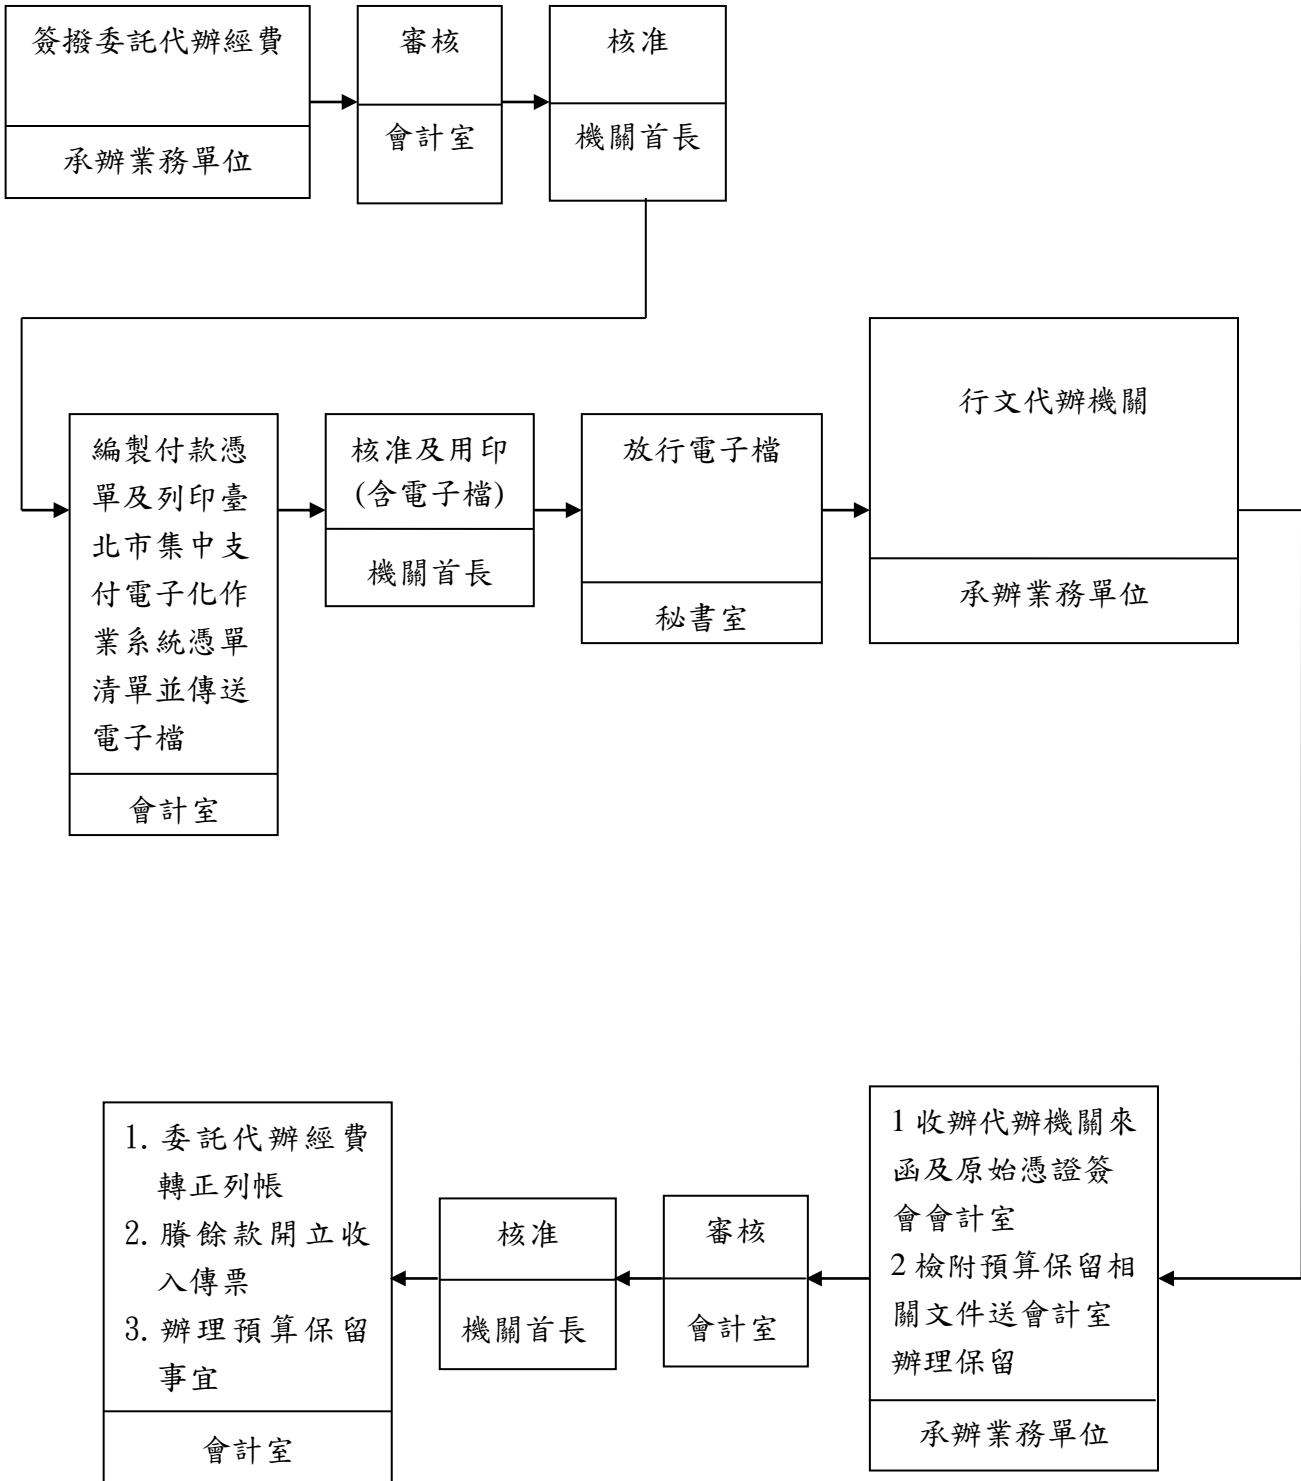 簽撥委託代辦經費
承辦業務單位
審核
會計室
核准
機關首長
編製付款憑
單及列印臺
北市集中支
付電子化作
業系統憑單
清單並傳送
電子檔
會計室
核准及用印
(含電子檔)
機關首長
放行電子檔
秘書室
行文代辦機關
承辦業務單位
1 收辦代辦機關來
函及原始憑證簽
會會計室
2 檢附預算保留相
關文件送會計室
辦理保留
承辦業務單位
審核
會計室
核准
機關首長
1. 委託代辦經費
轉正列帳
2. 賸餘款開立收
入傳票
3. 辦理預算保留
事宜
會計室